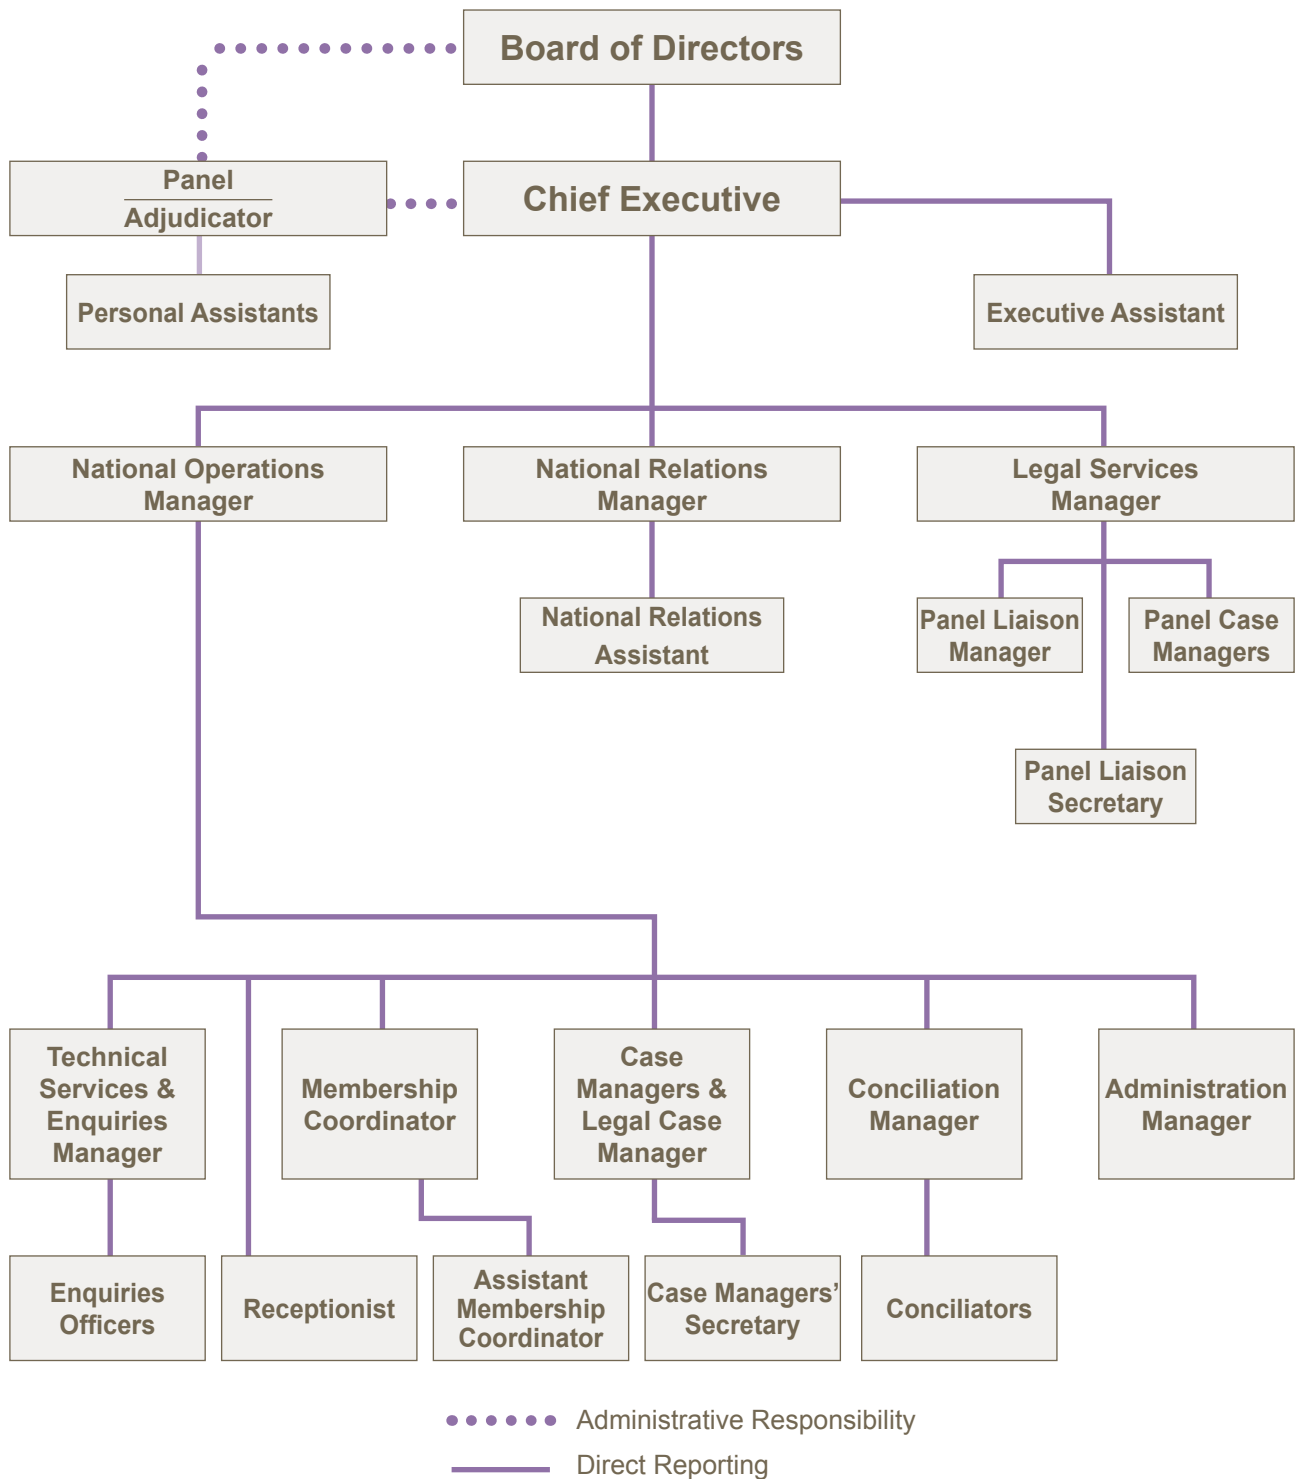 Board of Directors
Panel
Adjudicator
Chief Executive
Personal Assistants
Executive Assistant
National Operations
Manager
National Relations
Manager
Legal Services
Manager
National Relations
Assistant
Panel Liaison
Manager
Panel Case
Managers
Panel Liaison
Secretary
Technical
Services &
Enquiries
Manager
Membership
Coordinator
Case
Managers &
Legal Case
Manager
Conciliation
Manager
Administration
Manager
Enquiries
Officers
Receptionist
Assistant
Membership
Coordinator
Case Managers’
Secretary
Conciliators
Administrative Responsibility
Direct Reporting